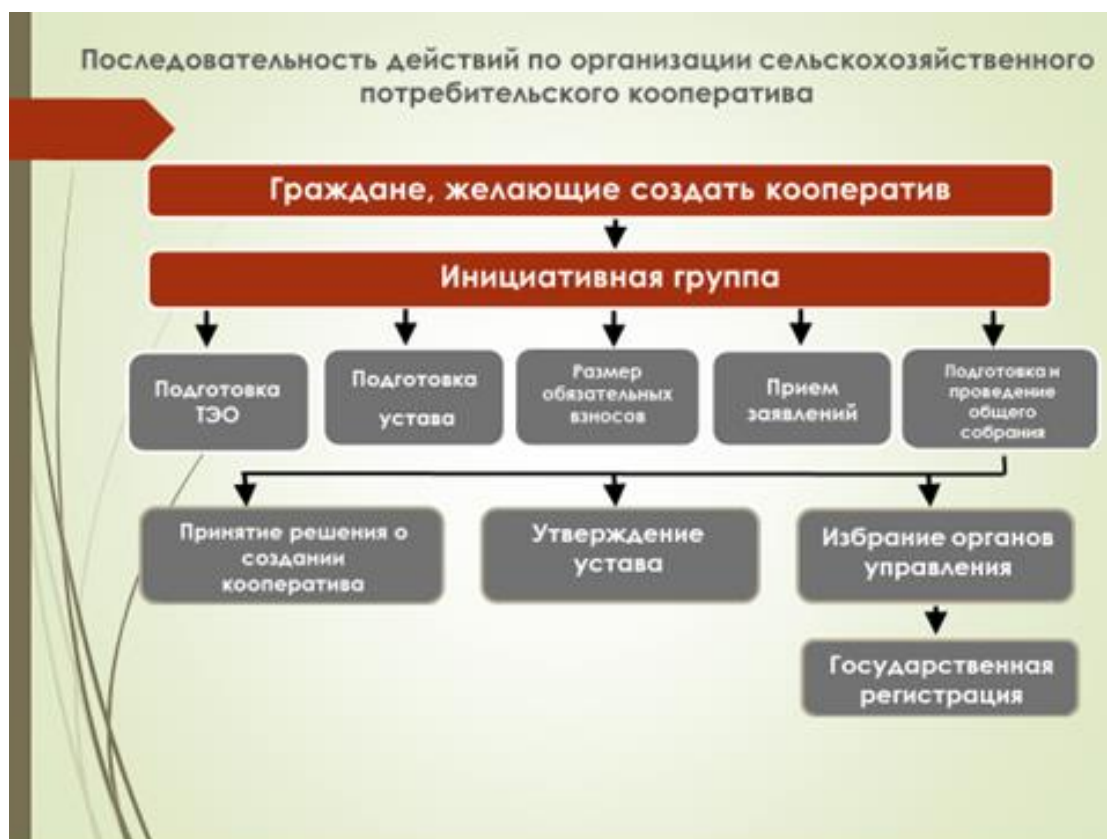 Последовательность действий по организации сельскохозяйственного
потребительского кооператива
Граждане, желающие создать кооператив
Инициативная группа
Подготовка
ТЭО
Подготовка
устава
Размер
обязательных
взносов
Прием
заявлений
Подготовка и
проведение
общего
собрания
Принятие решения о
создании
кооператива
Утверждение
устава
Избрание органов
управления
Государственная
регистрация